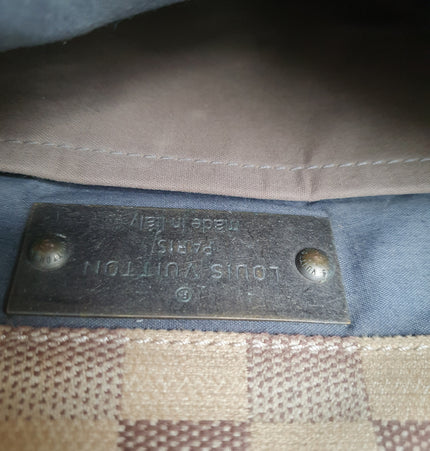 ®
LOUIS VUITTON
PARIS/
made in Italy